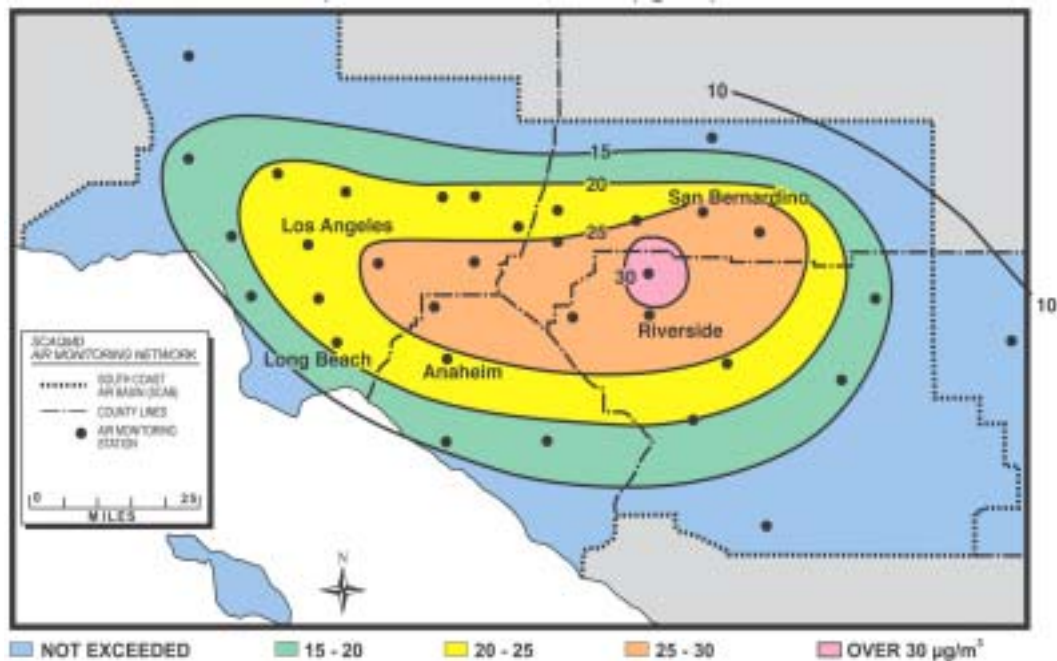 10
15
20
San Bernardino
Los Angeles
25
30
10
Riverside
Long Beach
Anaheim
SCAQMD
AIR MONITORING NETWORK
SOUTH COAST
AIR BASIN (SCAB)
COUNTY LINES
AIR MONITORING
STATION
0 25
MILES
N
NOT EXCEEDED 15 - 20 20 - 25 25 - 30 OVER 30 µg/m³